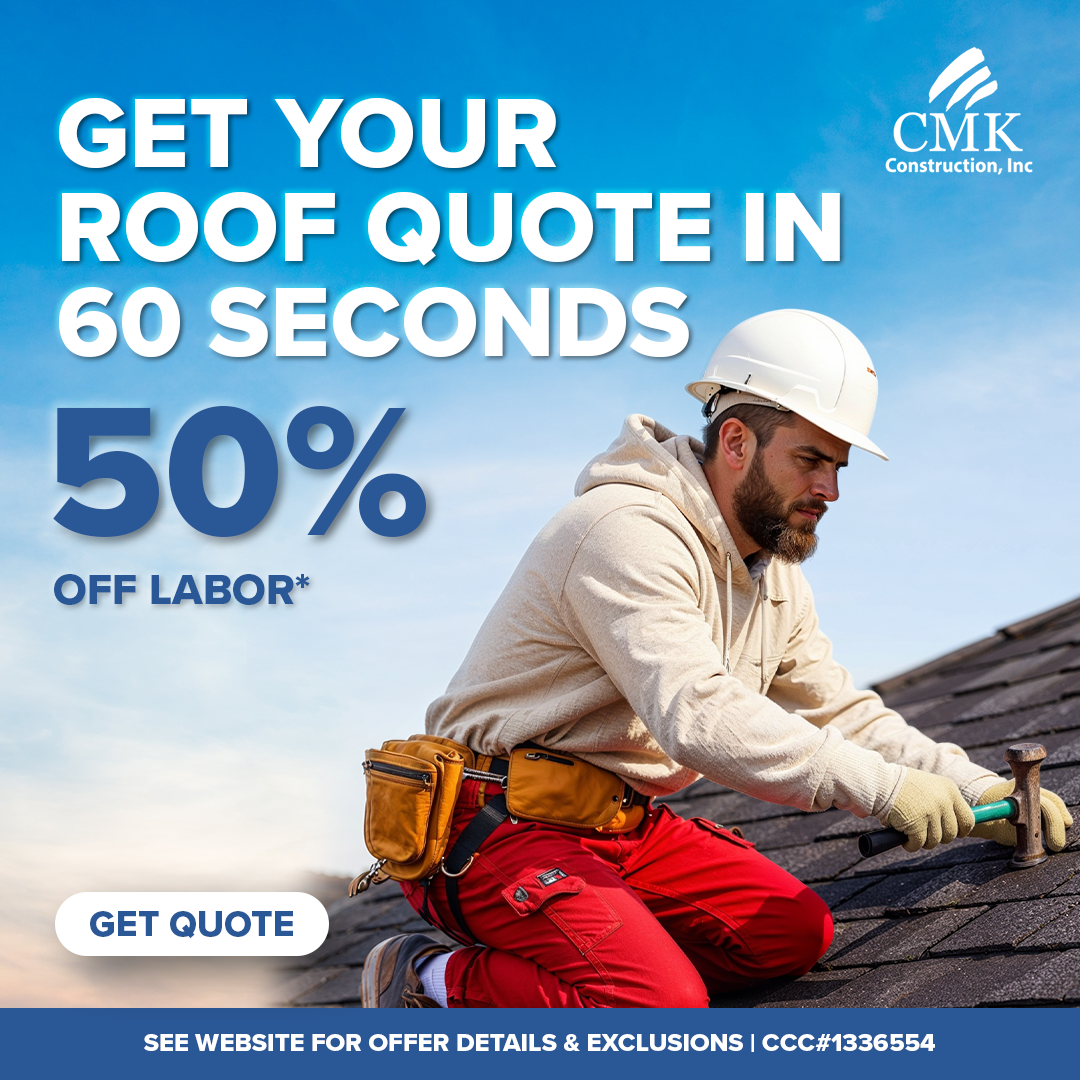 GET YOUR
ROOF QUOTE IN
60 SECONDS
CMK
Construction, Inc
50%
OFF LABOR*
GET QUOTE
SEE WEBSITE FOR OFFER DETAILS & EXCLUSIONS | CCC#1336554